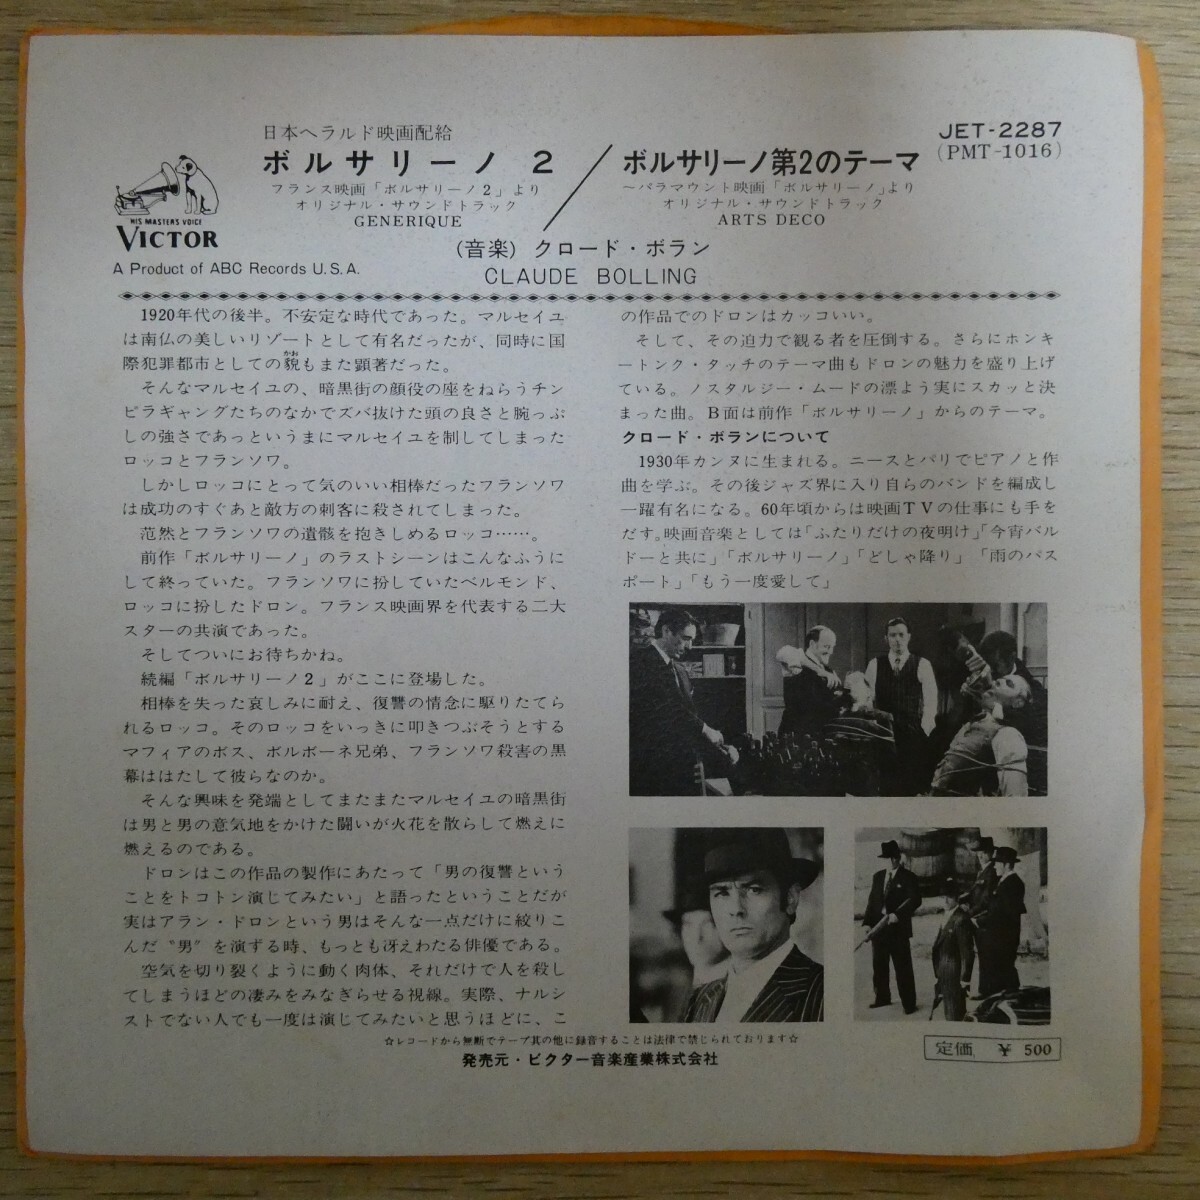 日本ヘラルド映画配給
ボルサリーノ 2
フランス映画「ボルサリーノ2」より
オリジナル・サウンドトラック
GENERIQUE
ボルサリーノ第2のテーマ
〜パラマウント映画「ボルサリーノ」より
オリジナル・サウンドトラック
ARTS DECO
JET-2287
(PMT-1016)
HIS MASTER'S VOICE
VICTOR
A Product of ABC Records U.S.A.
(音楽) クロード・ボラン
CLAUDE BOLLING
1920年代の後半。不安定な時代であった。マルセイユ
は南仏の美しいリゾートとして有名だったが、同時に国
際犯罪都市としての貌もまた顕著だった。
かお
そんなマルセイユの、暗黒街の顔役の座をねらうチン
ピラギャングたちのなかでズバ抜けた頭の良さと腕っぷ
しの強さであっというまにマルセイユを制してしまった
ロッコとフランソワ。
しかしロッコにとって気のいい相棒だったフランソワ
は成功のすぐあと敵方の刺客に殺されてしまった。
范然とフランソワの遺骸を抱きしめるロッコ……。
前作「ボルサリーノ」のラストシーンはこんなふうに
して終っていた。フランソワに扮していたベルモンド、
ロッコに扮したドロン。フランス映画界を代表する二大
スターの共演であった。
そしてついにお待ちかね。
続編「ボルサリーノ2」がここに登場した。
相棒を失った哀しみに耐え、復讐の情念に駆りたてら
れるロッコ。そのロッコをいっきに叩きつぶそうとする
マフィアのボス、ボルボーネ兄弟、フランソワ殺害の黒
幕ははたして彼らなのか。
そんな興味を発端としてまたまたマルセイユの暗黒街
は男と男の意気地をかけた闘いが火花を散らして燃えに
燃えるのである。
ドロンはこの作品の製作にあたって「男の復讐という
ことをトコトン演じてみたい」と語ったということだが
実はアラン・ドロンという男はそんな一点だけに絞りこ
んだ〝男〟を演ずる時、もっとも冴えわたる俳優である。
空気を切り裂くように動く肉体、それだけで人を殺し
てしまうほどの凄みをみなぎらせる視線。実際、ナルシ
ストでない人でも一度は演じてみたいと思うほどに、こ
の作品でのドロンはカッコいい。
そして、その迫力で観る者を圧倒する。さらにホンキ
ートンク・タッチのテーマ曲もドロンの魅力を盛り上げ
ている。ノスタルジー・ムードの漂よう実にスカッと決
まった曲。B面は前作「ボルサリーノ」からのテーマ。
クロード・ボランについて
1930年カンヌに生まれる。ニースとパリでピアノと作
曲を学ぶ。その後ジャズ界に入り自らのバンドを編成し
一躍有名になる。60年頃からは映画TVの仕事にも手を
だす。映画音楽としては「ふたりだけの夜明け」「今宵バル
ドーと共に」「ボルサリーノ」「どしゃ降り」「雨のパス
ポート」「もう一度愛して」
☆レコードから無断でテープ其の他に録音することは法律で禁じられております☆
発売元・ビクター音楽産業株式会社
定価 ¥ 500